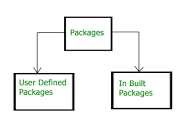 Packages
User Defined
Packages
In Built
Packages